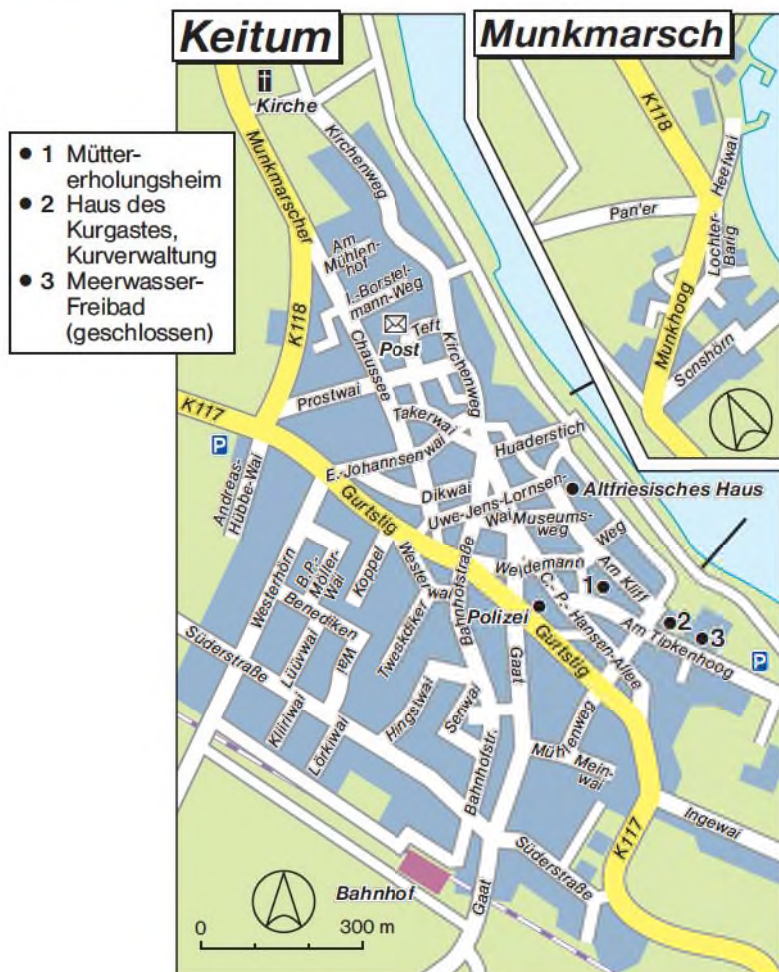 Keitum
Munkmarsch
Kirche
● 1 Mütter-
erholungsheim
● 2 Haus des
Kurgastes,
Kurverwaltung
● 3 Meerwasser-
Freibad
(geschlossen)
Kirchenweg
Munkmarscher
Chaussee
Am
Mühlen-
hof
I.-Borstel-
mann-Weg
Teft
Post
Kirchenweg
K118
K118
Heefwai
Pan'er
Lochter-
Barig
Munkhoog
Sonshörn
K117
Prostwai
Takerwai
Huaderstich
P
Andreas-
Hübbe-Wai
E.-Johannsenwai
Dikwai
Uwe-Jens-Lornsen-
Wai
Altfriesisches Haus
Museums-
weg
Weg
Gurtstig
Westerhörn
B.P.-
Möller-
Wai
Koppel
Wester
wai
Bahnhofstraße
Weidemann
Am Kliff
1
C.-P.-Hansen-Allee
Polizei
2
3
Am Tipkenhoog
P
Benediken
Wai
Tweskóker
Gaat
Gurtstig
Süderstraße
Lüüvwai
Kliiriwai
Lörkiwai
Hingstwai
Senwai
Bahnhofstr.
Mühlenweg
Mein-
wai
Ingewai
K117
Süderstraße
Bahnhof
Gaat
0 300 m